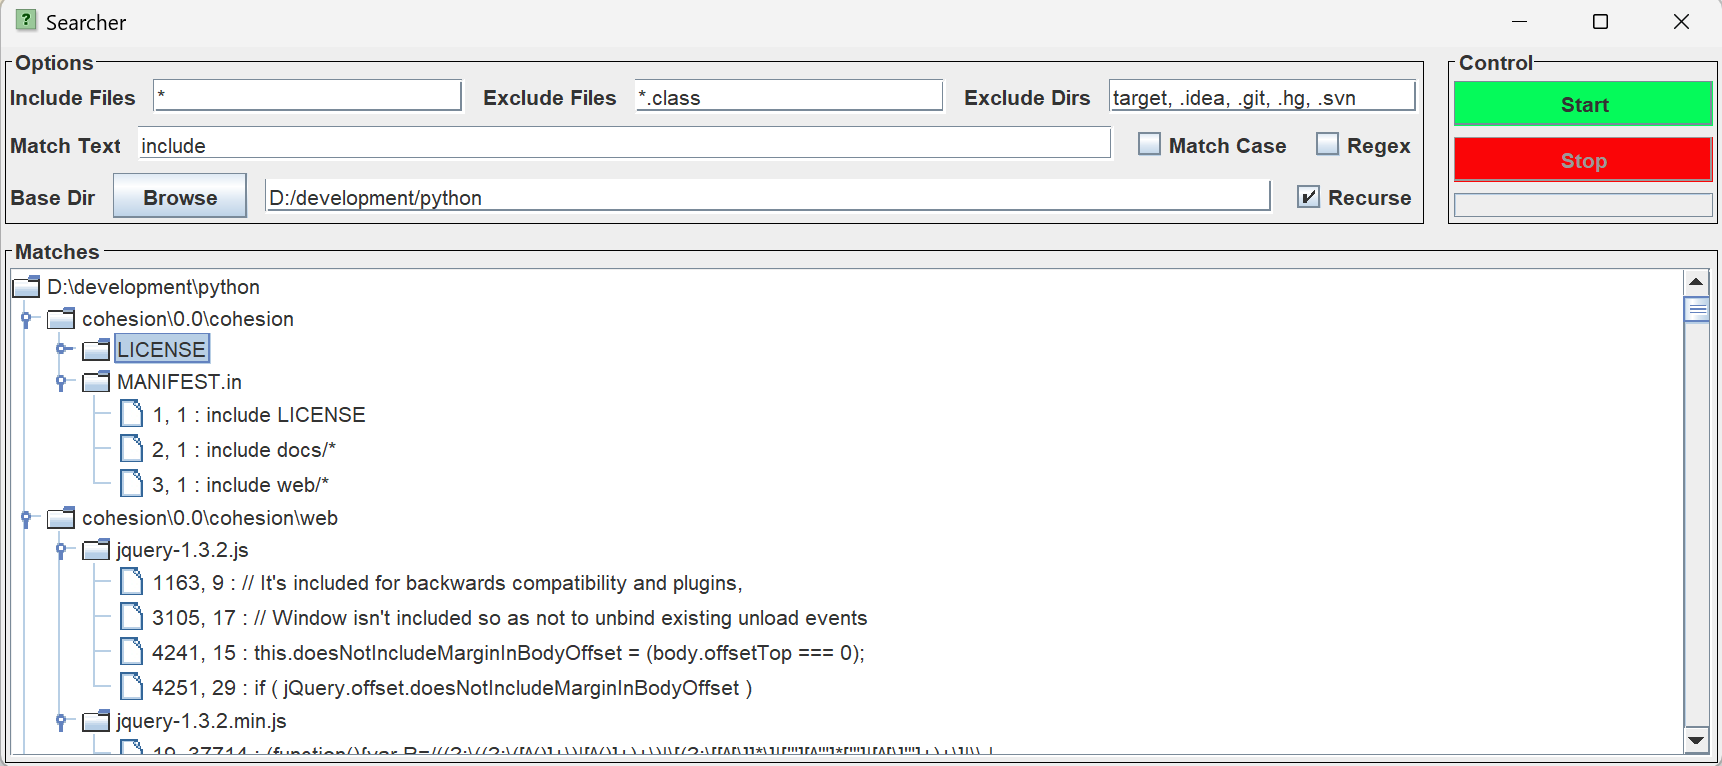 Searcher
Options
Control
Include Files * Exclude Files *.class Exclude Dirs target, .idea, .git, .hg, .svn
Start
Match Text include Match Case Regex
Stop
Base Dir Browse D:/development/python Recurse
Matches
D:\development\python
cohesion\0.0\cohesion
LICENSE
MANIFEST.in
1, 1 : include LICENSE
2, 1 : include docs/*
3, 1 : include web/*
cohesion\0.0\cohesion\web
jquery-1.3.2.js
1163, 9 : // It's included for backwards compatibility and plugins,
3105, 17 : // Window isn't included so as not to unbind existing unload events
4241, 15 : this.doesNotIncludeMarginInBodyOffset = (body.offsetTop === 0);
4251, 29 : if ( jQuery.offset.doesNotIncludeMarginInBodyOffset )
jquery-1.3.2.min.js
19, 37714 : (function(){var